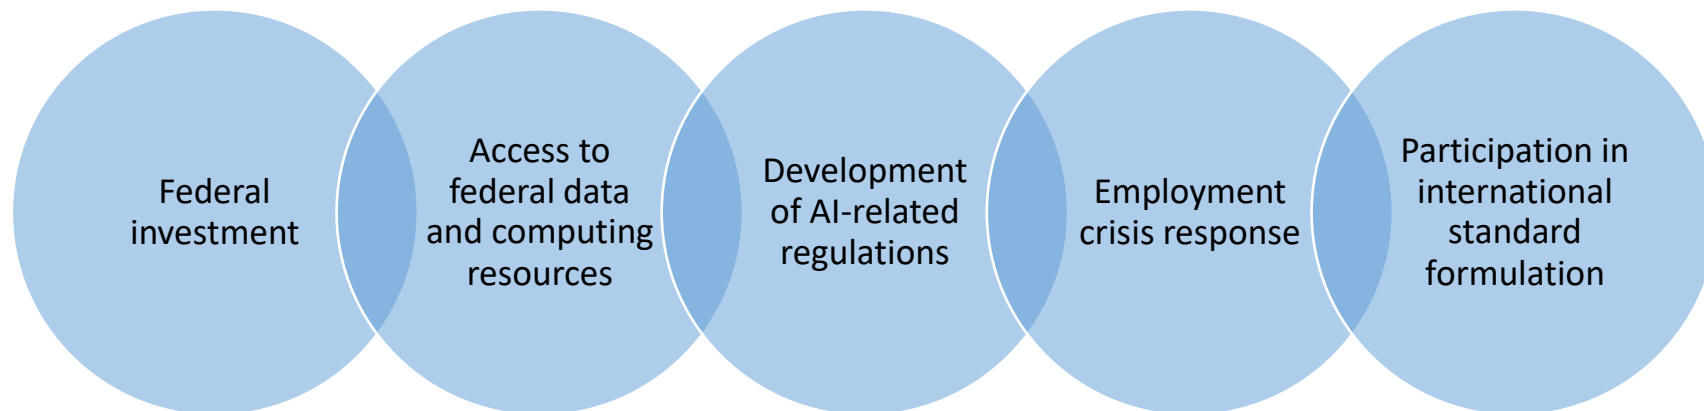 Federal
investment
Access to
federal data
and computing
resources
Development
of AI-related
regulations
Employment
crisis response
Participation in
international
standard
formulation